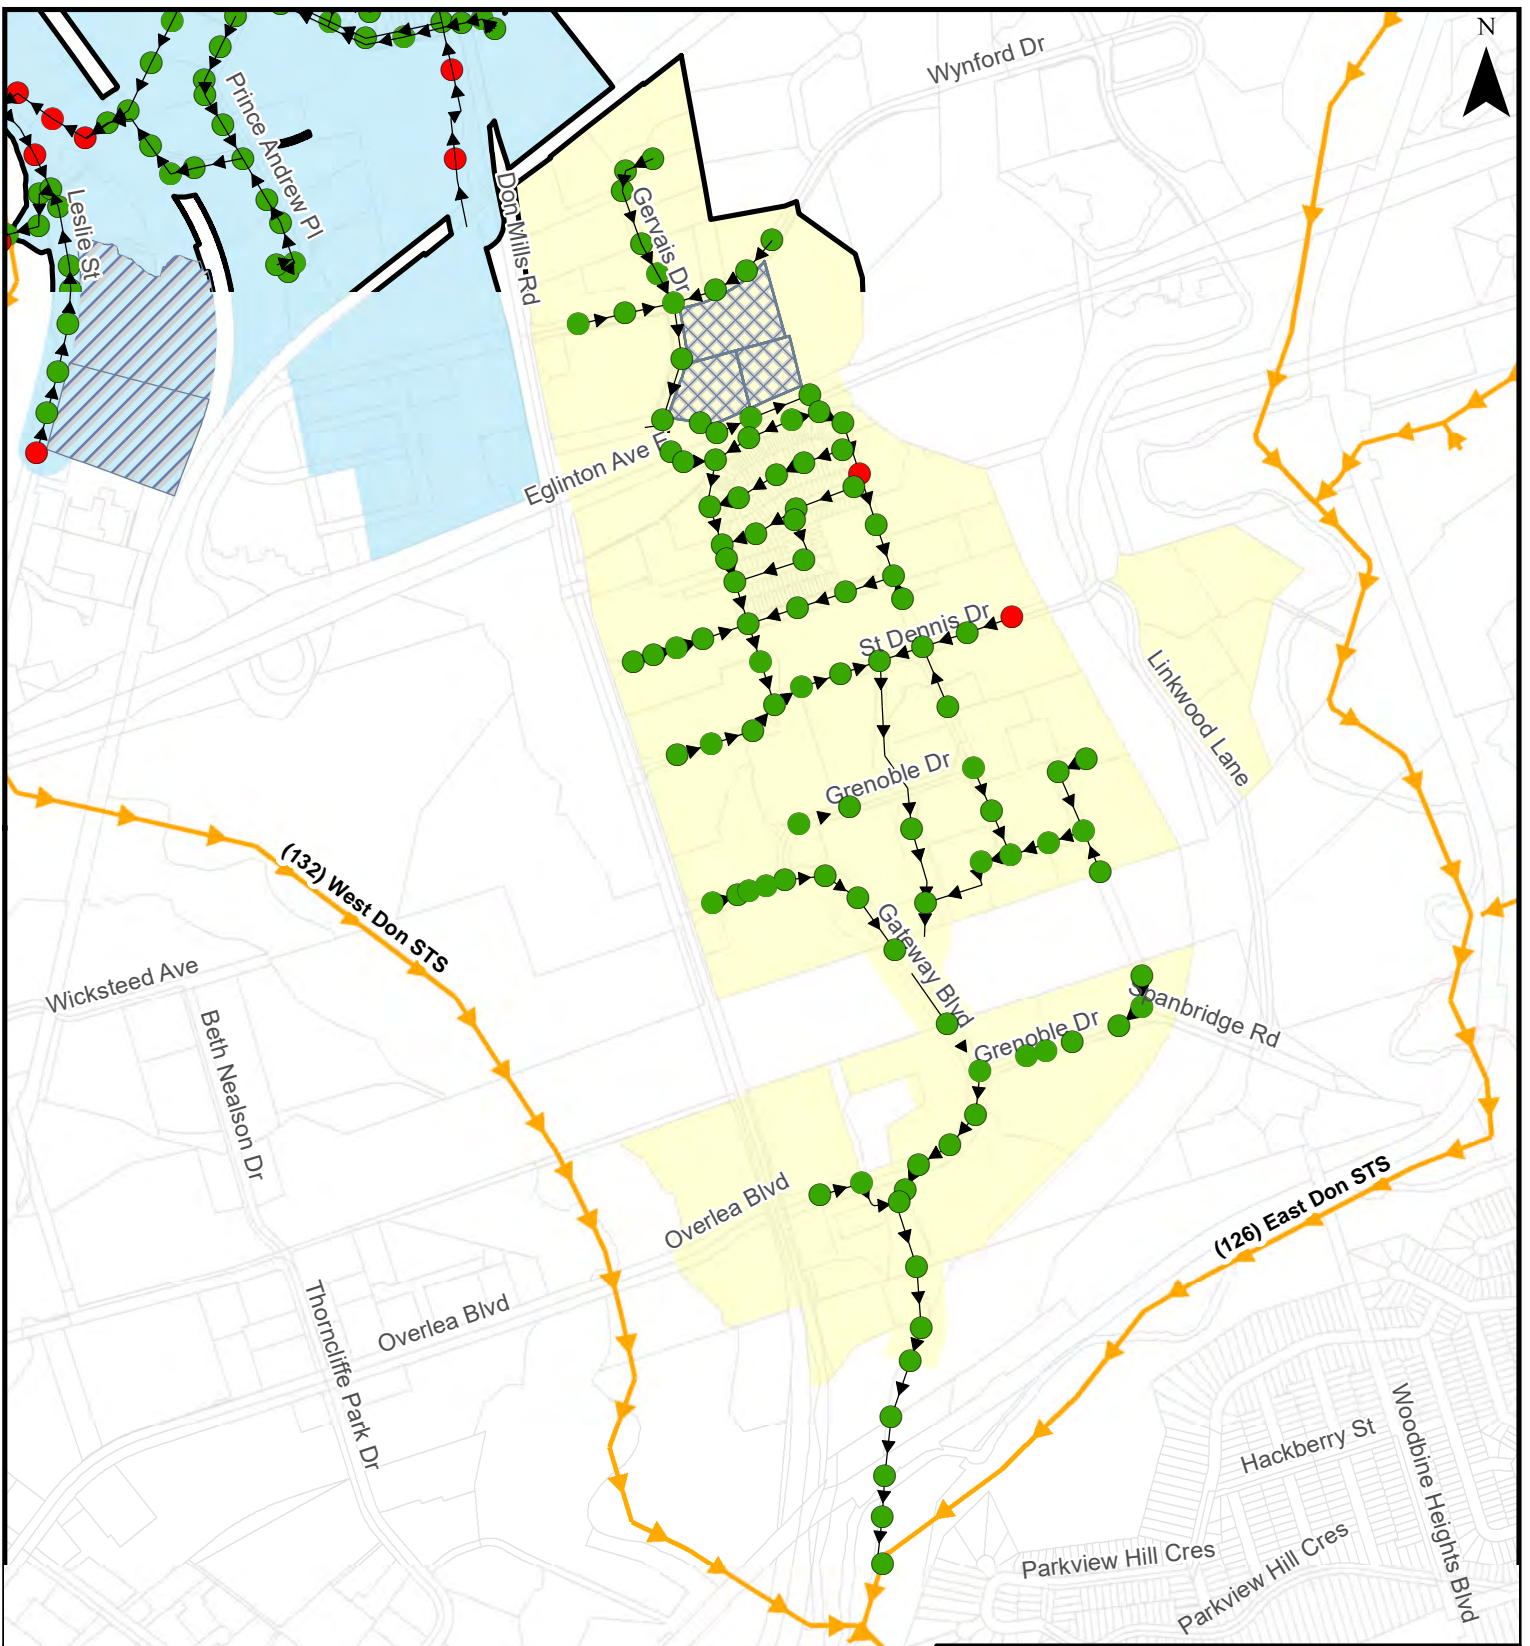 N
Wynford Dr
Prince Andrew Pl
Leslie St
Don Mills Rd
Gervais Dr
Eglinton Ave E
St Dennis Dr
Linkwood Lane
Grenoble Dr
(132) West Don STS
Gateway Blvd
Wicksteed Ave
Beth Nealson Dr
Spanbridge Rd
Grenoble Dr
Overlea Blvd
(126) East Don STS
Thorncliffe Park Dr
Overlea Blvd
Hackberry St
Woodbine Heights Blvd
Parkview Hill Cres
Parkview Hill Cres